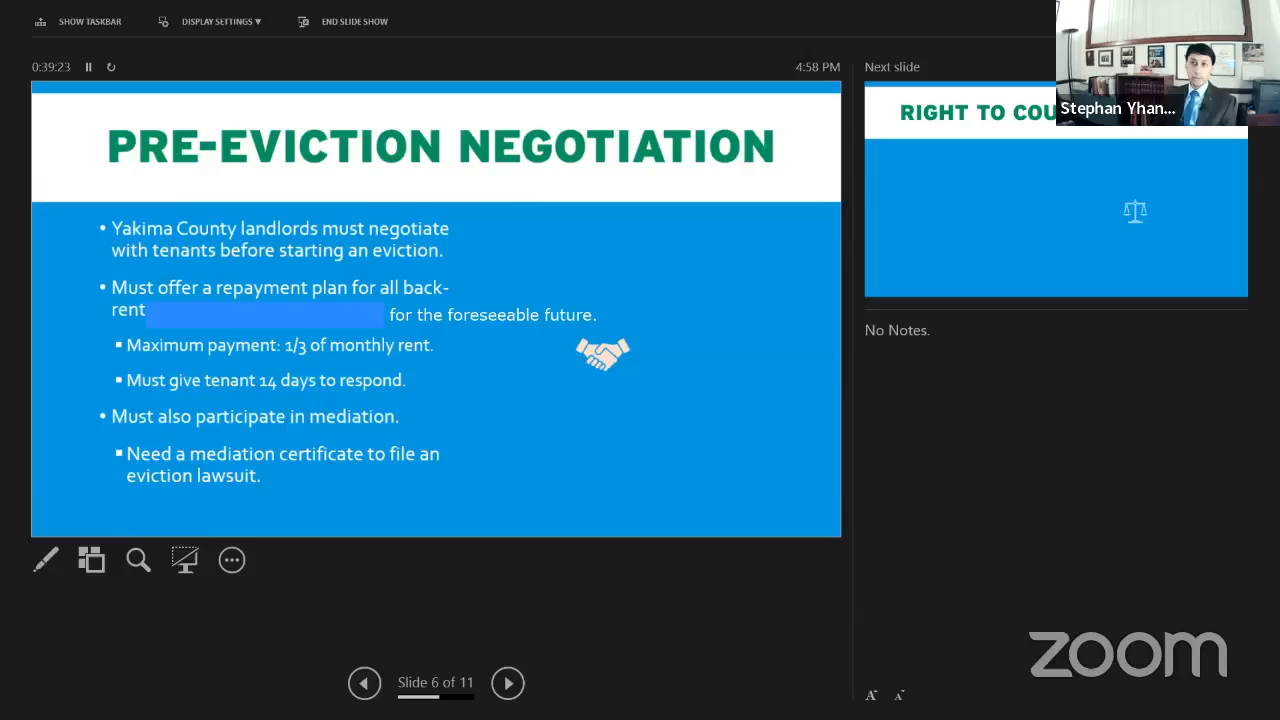 SHOW TASKBAR
DISPLAY SETTINGS ▼
END SLIDE SHOW
0:39:23
4:58 PM
PRE-EVICTION NEGOTIATION
• Yakima County landlords must negotiate
with tenants before starting an eviction.
• Must offer a repayment plan for all back-
rent for the foreseeable future.
▪ Maximum payment: 1/3 of monthly rent.
▪ Must give tenant 14 days to respond.
• Must also participate in mediation.
▪ Need a mediation certificate to file an
eviction lawsuit.
Slide 6 of 11
Next slide
RIGHT TO COU
Stephan Yhan...
No Notes.
A A
zoom